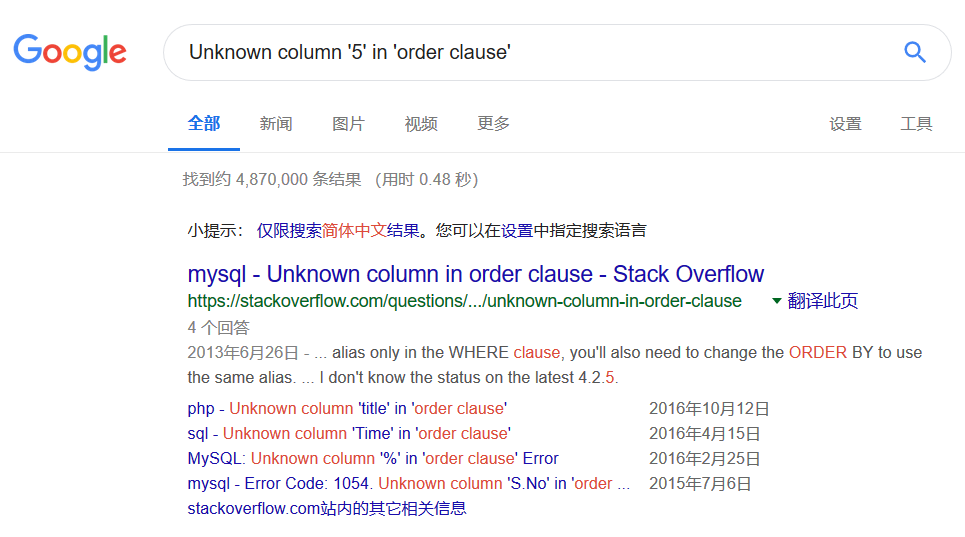 Google
Unknown column '5' in 'order clause'
全部 新闻 图片 视频 更多 设置 工具
找到约 4,870,000 条结果 （用时 0.48 秒）
小提示： 仅限搜索简体中文结果。您可以在设置中指定搜索语言
mysql - Unknown column in order clause - Stack Overflow
https://stackoverflow.com/questions/.../unknown-column-in-order-clause 翻译此页
4 个回答
2013年6月26日 - ... alias only in the WHERE clause, you'll also need to change the ORDER BY to use
the same alias. ... I don't know the status on the latest 4.2.5.
php - Unknown column 'title' in 'order clause' 2016年10月12日
sql - Unknown column 'Time' in 'order clause' 2016年4月15日
MySQL: Unknown column '%' in 'order clause' Error 2016年2月25日
mysql - Error Code: 1054. Unknown column 'S.No' in 'order ... 2015年7月6日
stackoverflow.com站内的其它相关信息